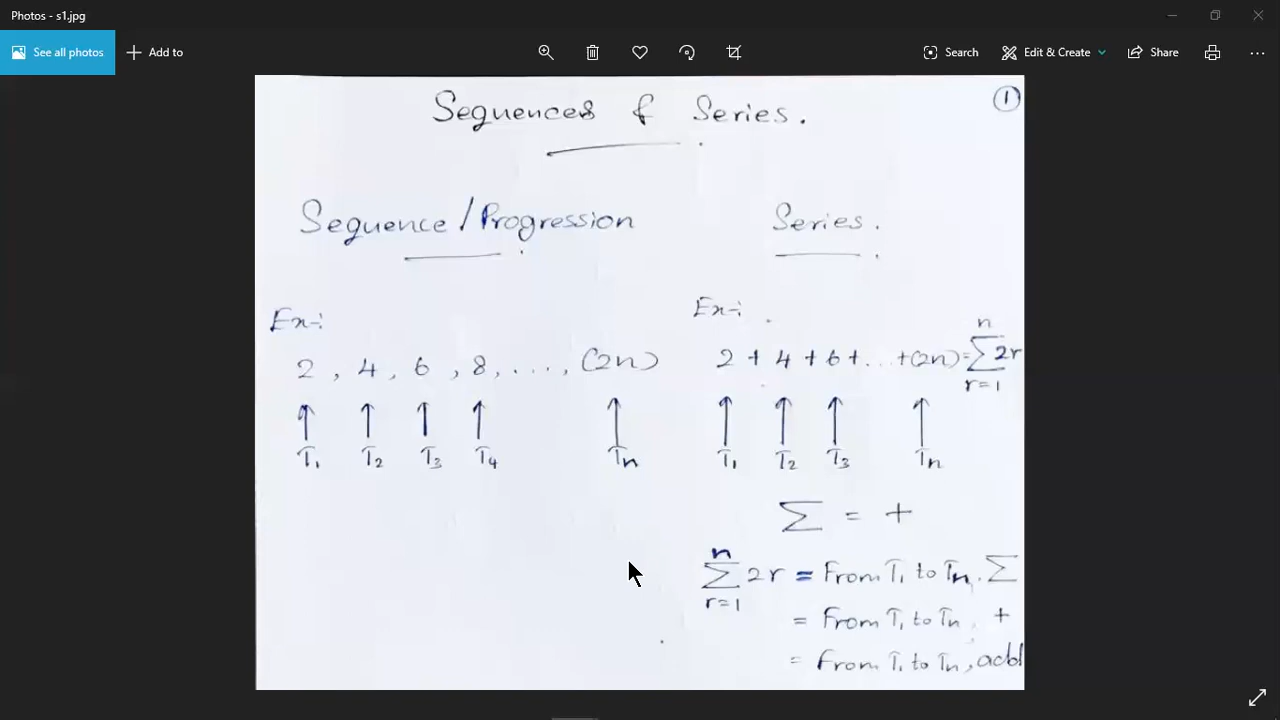 Photos - s1.jpg
See all photos
Add to
Search
Edit & Create
Share
Sequences & Series.
1
Sequence/Progression
Series.
Ex:-
2, 4, 6, 8, ..., (2n)
T₁ T₂ T₃ T₄ Tₙ
Ex:-
n
2 + 4 + 6 + ... + (2n) = Σ 2r
r=1
T₁ T₂ T₃ Tₙ
Σ = +
n
Σ 2r = From T₁ to Tₙ, Σ
r=1
= From T₁ to Tₙ, +
= From T₁ to Tₙ, add